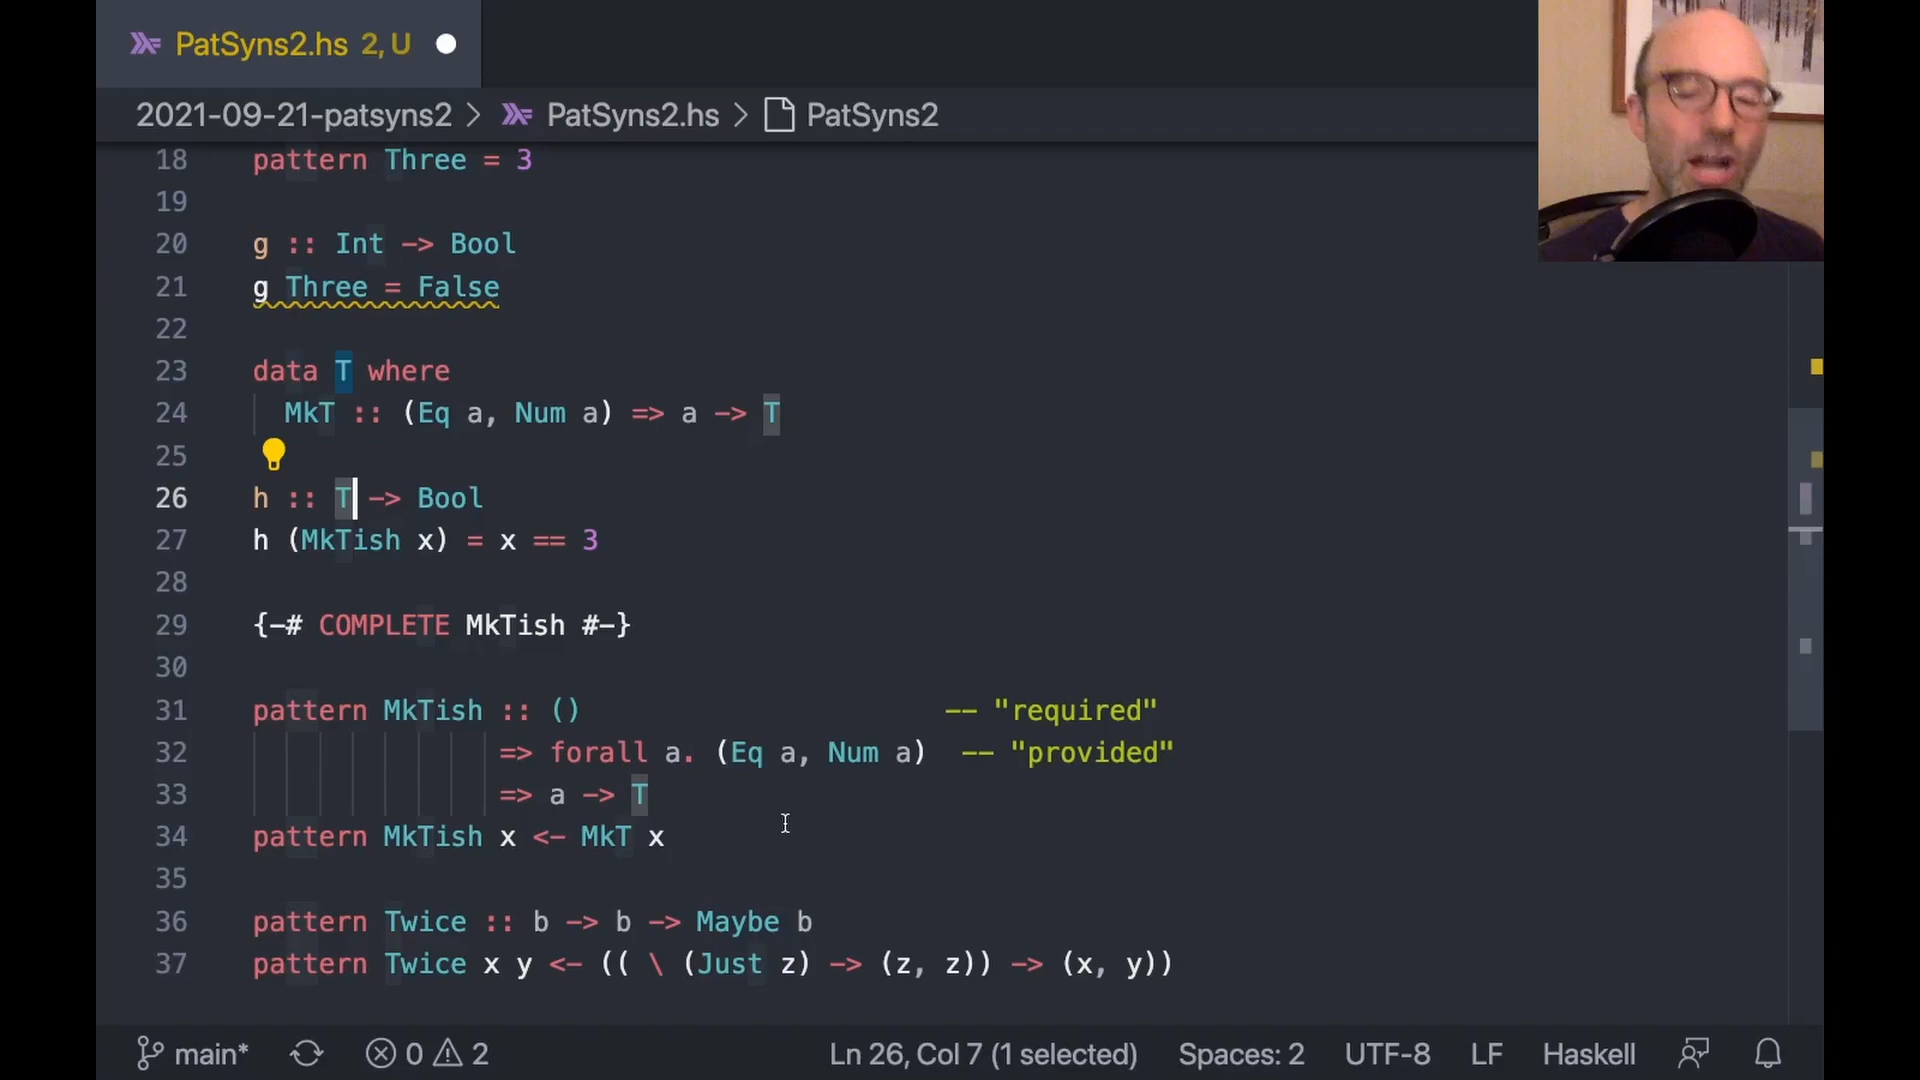 PatSyns2.hs 2, U
2021-09-21-patsyns2 > PatSyns2.hs > PatSyns2
18 pattern Three = 3
19
20 g :: Int -> Bool
21 g Three = False
22
23 data T where
24 MkT :: (Eq a, Num a) => a -> T
25
26 h :: T -> Bool
27 h (MkTish x) = x == 3
28
29 {-# COMPLETE MkTish #-}
30
31 pattern MkTish :: () -- "required"
32 => forall a. (Eq a, Num a) -- "provided"
33 => a -> T
34 pattern MkTish x <- MkT x
35
36 pattern Twice :: b -> b -> Maybe b
37 pattern Twice x y <- (( \ (Just z) -> (z, z)) -> (x, y))
main* 0 2 Ln 26, Col 7 (1 selected) Spaces: 2 UTF-8 LF Haskell